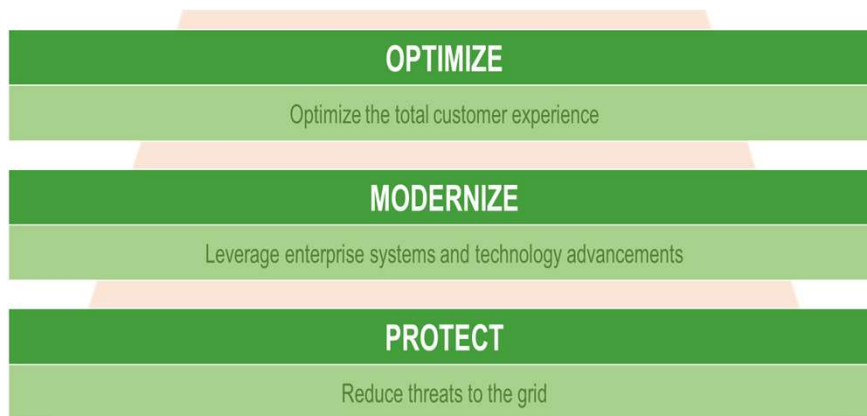 OPTIMIZE
Optimize the total customer experience
MODERNIZE
Leverage enterprise systems and technology advancements
PROTECT
Reduce threats to the grid